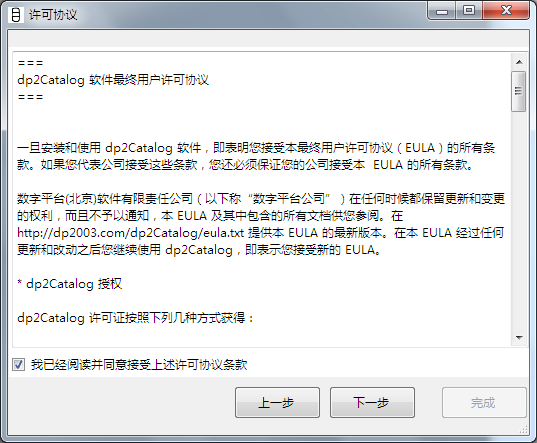 许可协议
===
dp2Catalog 软件最终用户许可协议
===
一旦安装和使用 dp2Catalog 软件，即表明您接受本最终用户许可协议（EULA）的所有条
款。如果您代表公司接受这些条款，您还必须保证您的公司接受本  EULA 的所有条款。
数字平台(北京)软件有限责任公司（以下称“数字平台公司”）在任何时候都保留更新和变更
的权利，而且不予以通知，本 EULA 及其中包含的所有文档供您参阅。在
http://dp2003.com/dp2Catalog/eula.txt 提供本 EULA 的最新版本。在本 EULA 经过任何
更新和改动之后您继续使用 dp2Catalog，即表示您接受新的 EULA。
* dp2Catalog 授权
dp2Catalog 许可证按照下列几种方式获得：
我已经阅读并同意接受上述许可协议条款
上一步 下一步 完成